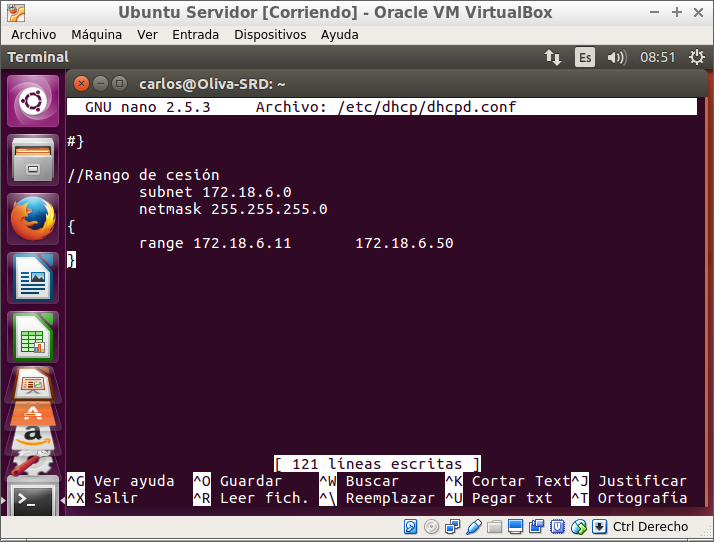 Ubuntu Servidor [Corriendo] - Oracle VM VirtualBox
Archivo Máquina Ver Entrada Dispositivos Ayuda
Terminal Es 08:51
carlos@Oliva-SRD: ~
GNU nano 2.5.3 Archivo: /etc/dhcp/dhcpd.conf
#}
//Rango de cesión
subnet 172.18.6.0
netmask 255.255.255.0
{
range 172.18.6.11 172.18.6.50
}
[ 121 líneas escritas ]
^G Ver ayuda ^O Guardar ^W Buscar ^K Cortar Text ^J Justificar
^X Salir ^R Leer fich. ^\ Reemplazar ^U Pegar txt ^T Ortografía
Ctrl Derecho